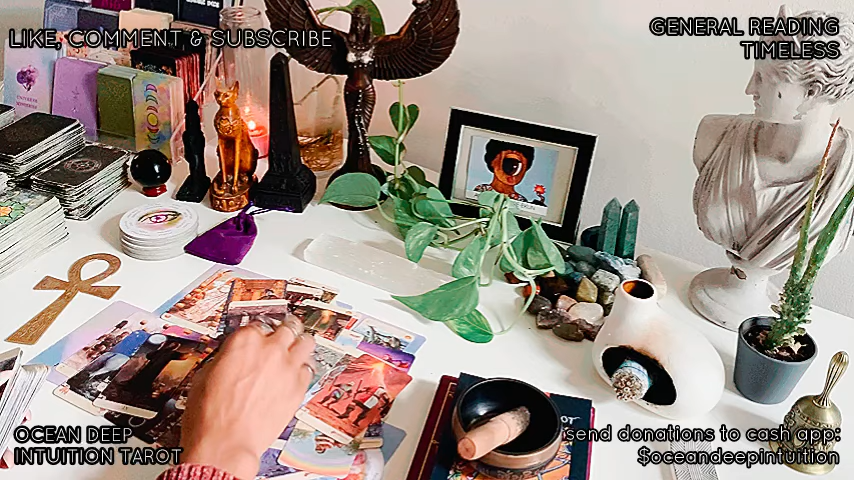 LIKE, COMMENT & SUBSCRIBE
GENERAL READING
TIMELESS
OCEAN DEEP
INTUITION TAROT
send donations to cash app:
$oceandeepintuition